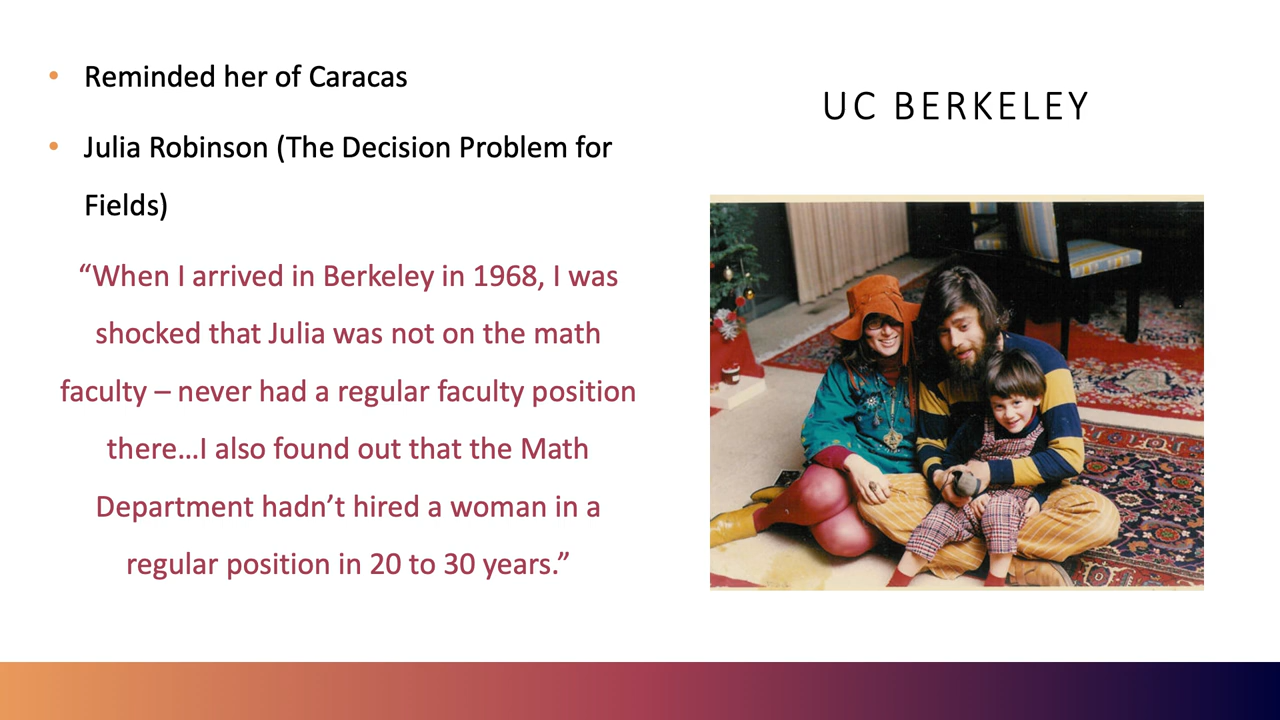 • Reminded her of Caracas
• Julia Robinson (The Decision Problem for
Fields)
“When I arrived in Berkeley in 1968, I was
shocked that Julia was not on the math
faculty – never had a regular faculty position
there…I also found out that the Math
Department hadn’t hired a woman in a
regular position in 20 to 30 years.”
UC BERKELEY